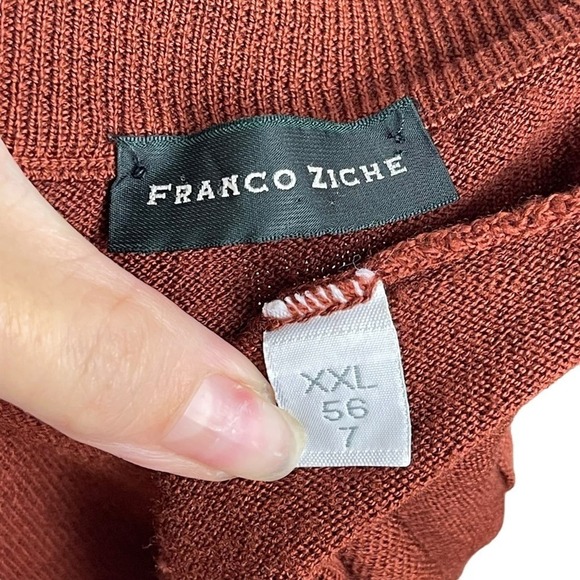 FRANCO ZICHE
XXL
56
7